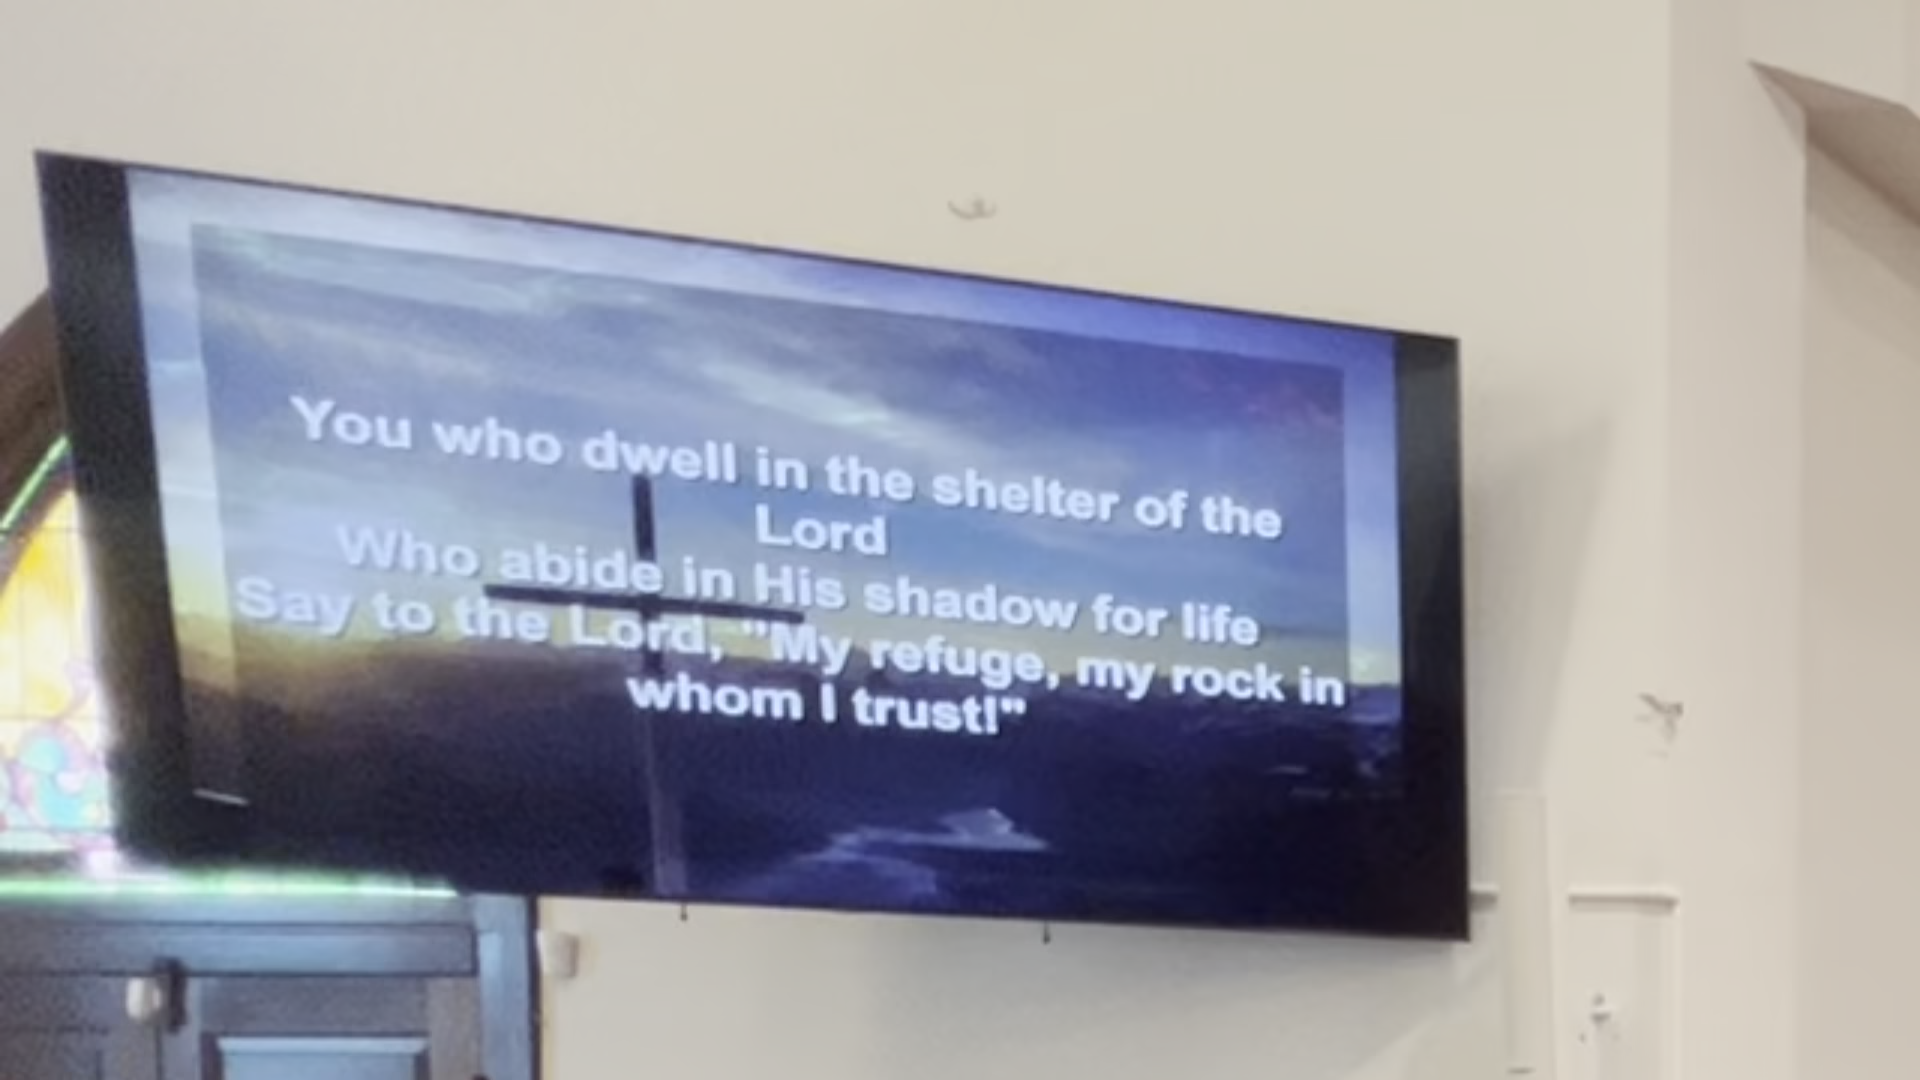 You who dwell in the shelter of the
Lord
Who abide in His shadow for life
Say to the Lord, "My refuge, my rock in
whom I trust!"